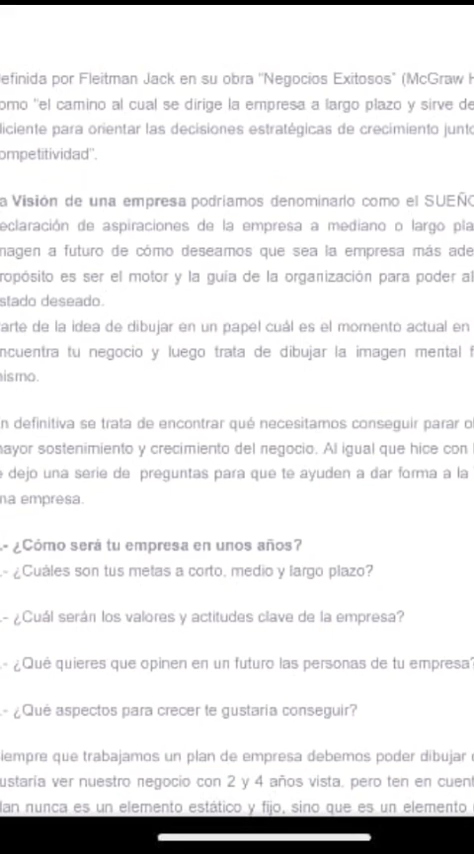 efinida por Fleitman Jack en su obra “Negocios Exitosos” (McGraw H
omo “el camino al cual se dirige la empresa a largo plazo y sirve de
liciente para orientar las decisiones estratégicas de crecimiento junto
ompetitividad”.
a Visión de una empresa podríamos denominarlo como el SUEÑO
eclaración de aspiraciones de la empresa a mediano o largo pla
magen a futuro de cómo deseamos que sea la empresa más ade
ropósito es ser el motor y la guía de la organización para poder al
stado deseado.
arte de la idea de dibujar en un papel cuál es el momento actual en
ncuentra tu negocio y luego trata de dibujar la imagen mental f
ismo.
n definitiva se trata de encontrar qué necesitamos conseguir parar o
ayor sostenimiento y crecimiento del negocio. Al igual que hice con
e dejo una serie de preguntas para que te ayuden a dar forma a la
na empresa.
.- ¿Cómo será tu empresa en unos años?
.- ¿Cuáles son tus metas a corto, medio y largo plazo?
.- ¿Cuál serán los valores y actitudes clave de la empresa?
.- ¿Qué quieres que opinen en un futuro las personas de tu empresa?
.- ¿Qué aspectos para crecer te gustaría conseguir?
iempre que trabajamos un plan de empresa debemos poder dibujar
ustaría ver nuestro negocio con 2 y 4 años vista, pero ten en cuent
lan nunca es un elemento estático y fijo, sino que es un elemento